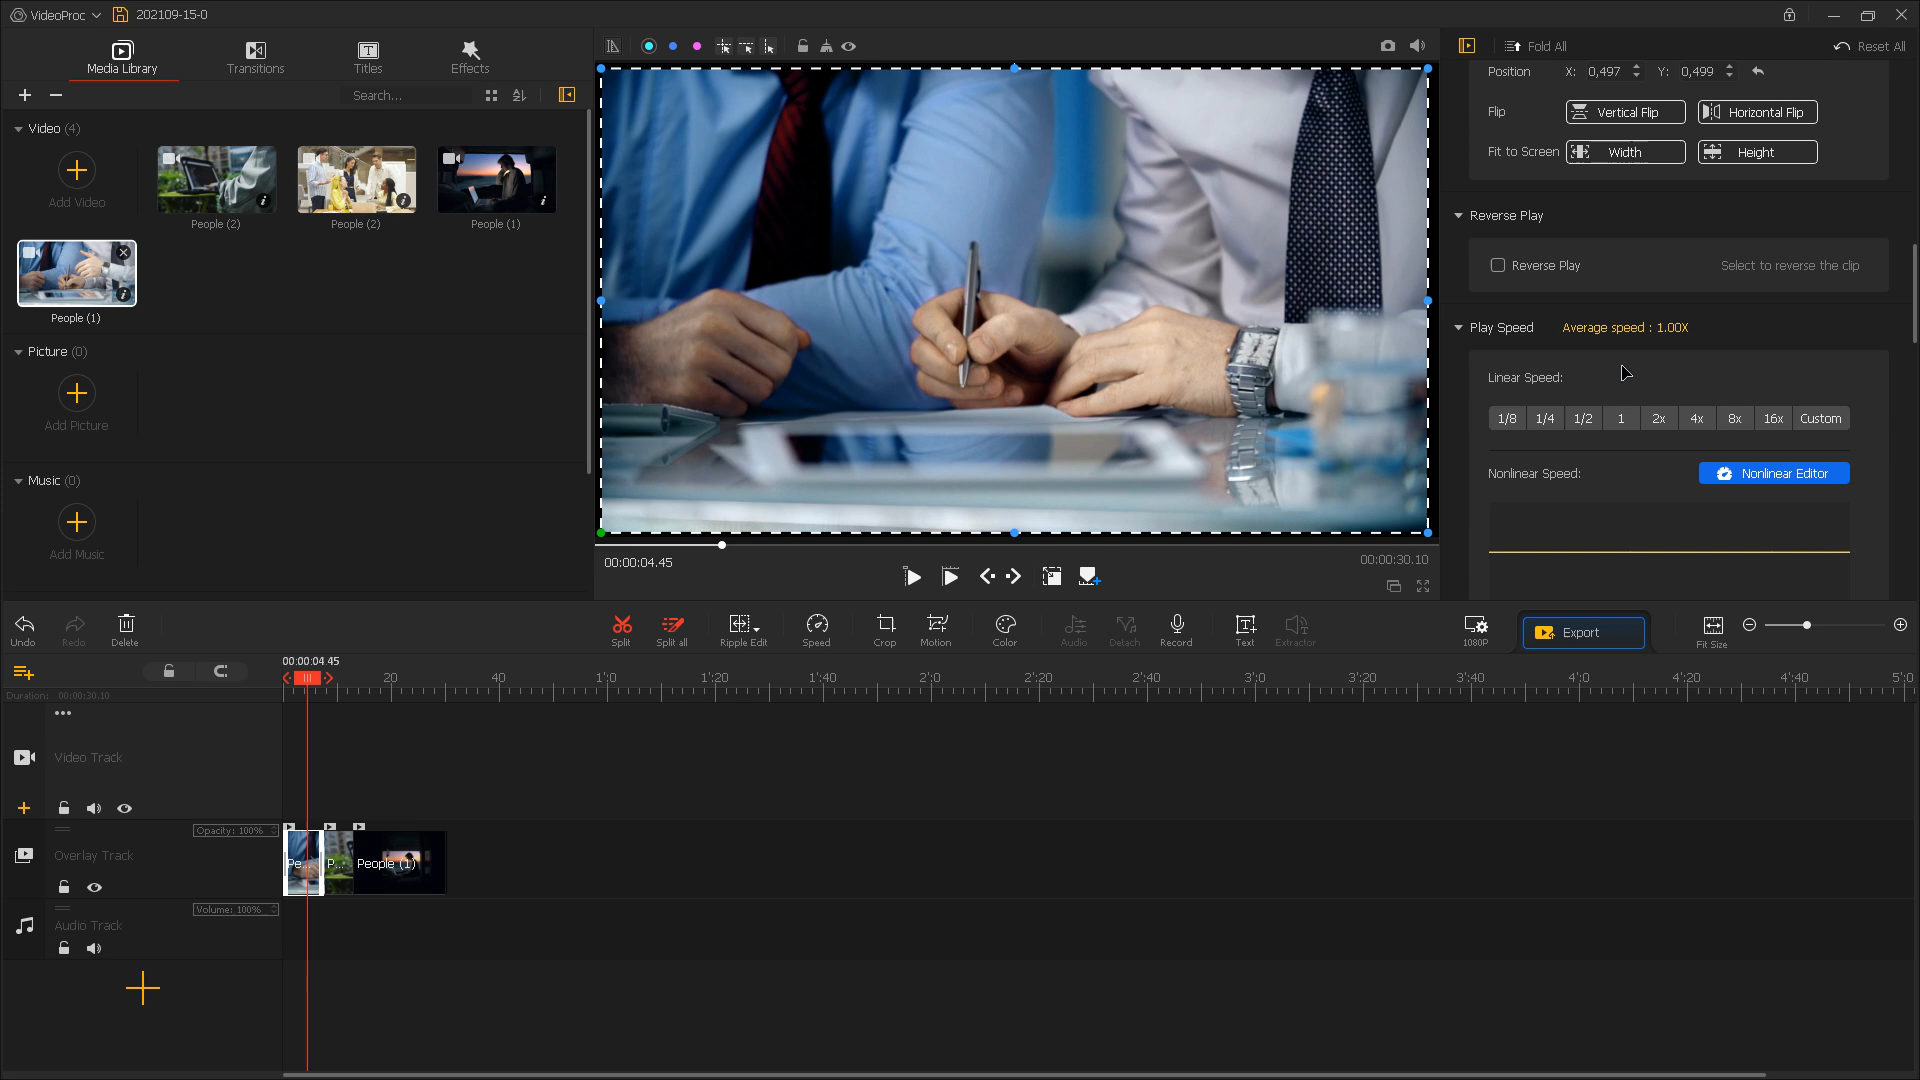 VideoProc 202109-15-0
Media Library Transitions Titles Effects
Search...
Video (4)
Add Video
People (2)
People (2)
People (1)
People (1)
Picture (0)
Add Picture
Music (0)
Add Music
00:00:04.45
00:00:30.10
Fold All
Reset All
Position X: 0,497 Y: 0,499
Flip Vertical Flip Horizontal Flip
Fit to Screen Width Height
Reverse Play
Reverse Play Select to reverse the clip
Play Speed Average speed : 1.00X
Linear Speed:
1/8 1/4 1/2 1 2x 4x 8x 16x Custom
Nonlinear Speed: Nonlinear Editor
Undo Redo Delete Split Split all Ripple Edit Speed Crop Motion Color Audio Detach Record Text Extractor 1080P Export Fit Size
00:00:04 45
20 40 1'0 1'20 1'40 2'0 2'20 2'40 3'0 3'20 3'40 4'0 4'20 4'40 5'0
Duration: 00:00:30.10
Video Track
Opacity: 100%
Overlay Track
Pe... P... People (1)
Volume: 100%
Audio Track